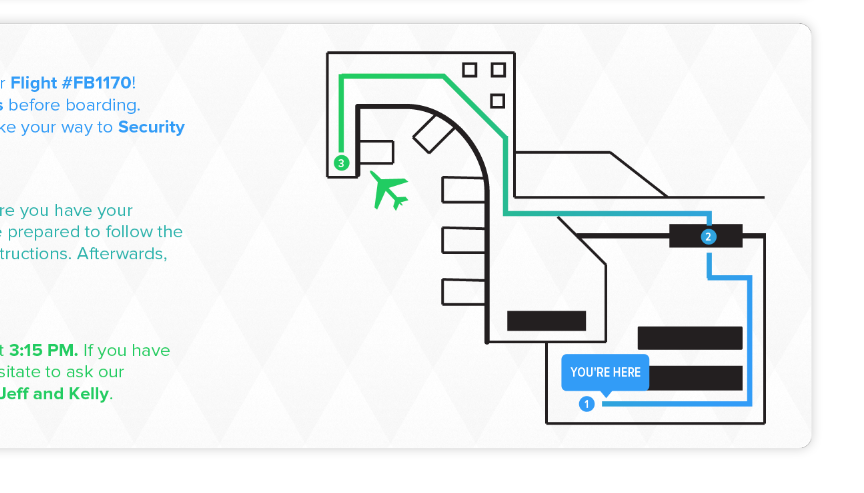 r Flight #FB1170!
s before boarding.
ke your way to Security
re you have your
e prepared to follow the
tructions. Afterwards,
t 3:15 PM. If you have
sitate to ask our
Jeff and Kelly.
3
2
YOU'RE HERE
1